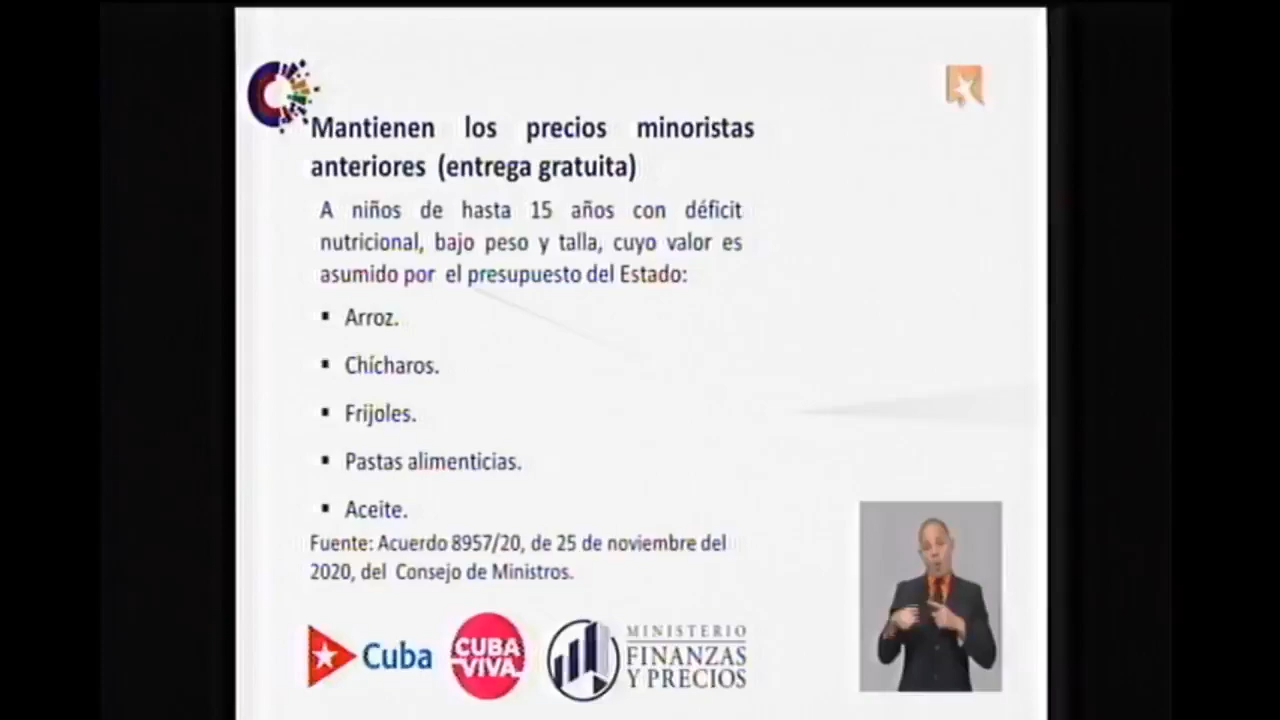 Mantienen los precios minoristas
anteriores (entrega gratuita)
A niños de hasta 15 años con déficit
nutricional, bajo peso y talla, cuyo valor es
asumido por el presupuesto del Estado:
▪ Arroz.
▪ Chícharos.
▪ Frijoles.
▪ Pastas alimenticias.
▪ Aceite.
Fuente: Acuerdo 8957/20, de 25 de noviembre del
2020, del Consejo de Ministros.
Cuba
CUBA
VIVA
MINISTERIO
FINANZAS
Y PRECIOS